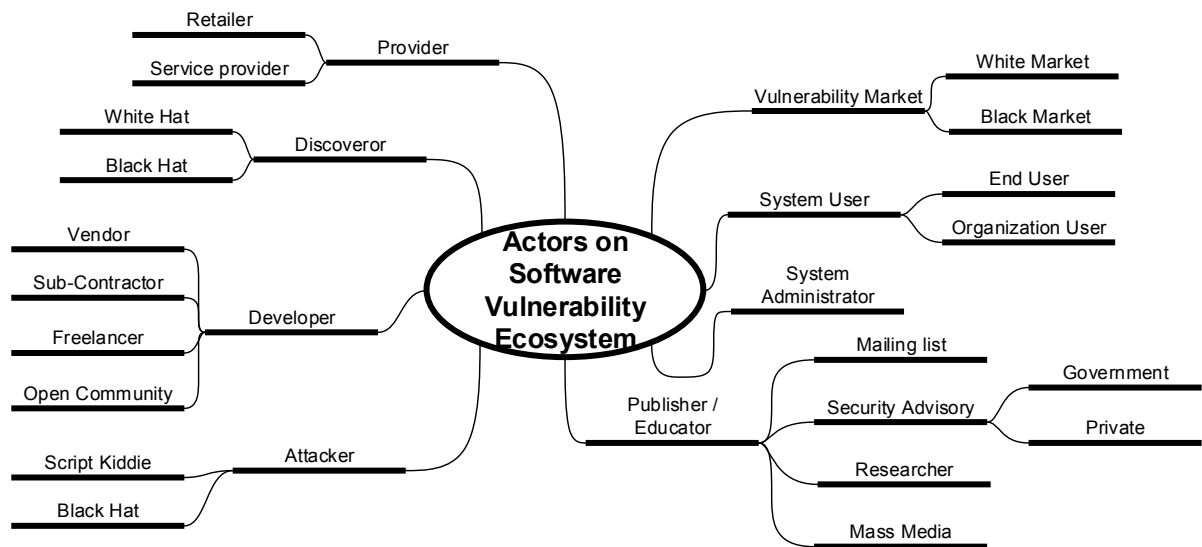 Retailer
Provider
Service provider
White Hat
Discoveror
Black Hat
Vendor
Sub-Contractor
Developer
Freelancer
Open Community
Script Kiddie
Attacker
Black Hat
Actors on
Software
Vulnerability
Ecosystem
White Market
Vulnerability Market
Black Market
End User
System User
Organization User
System
Administrator
Mailing list
Publisher /
Educator
Security Advisory
Government
Private
Researcher
Mass Media